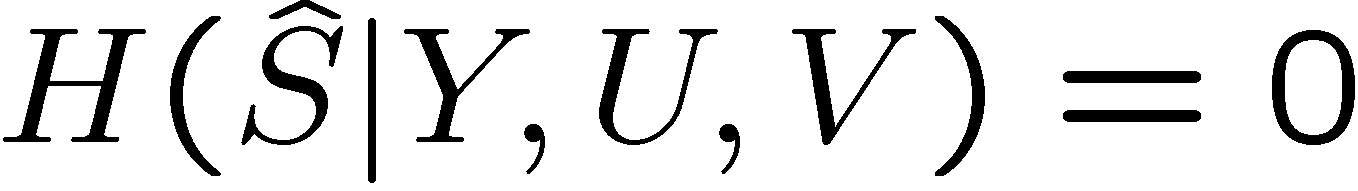 H(Ŝ|Y, U, V) = 0